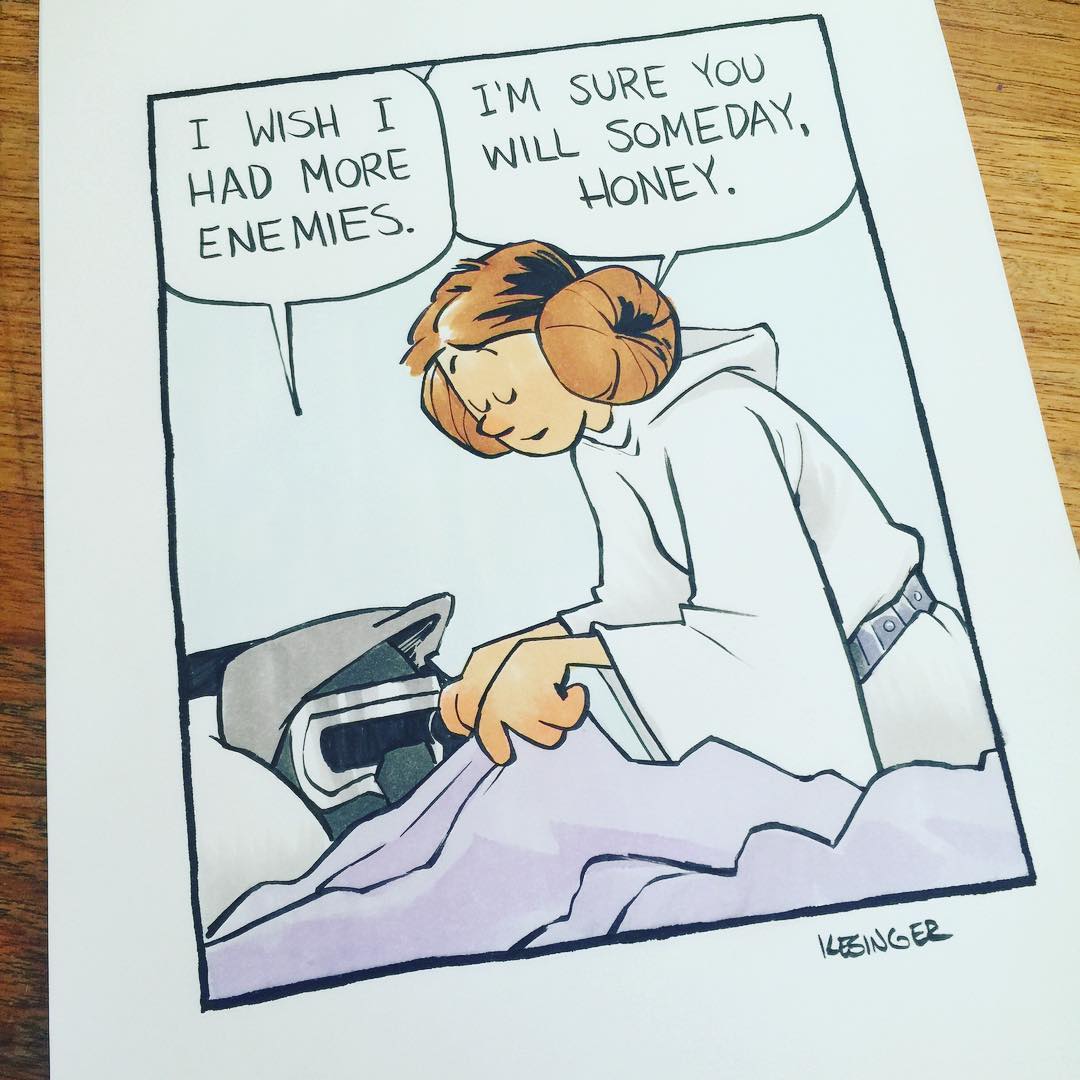 I WISH I
HAD MORE
ENEMIES.
I'M SURE YOU
WILL SOMEDAY,
HONEY.
KESINGER